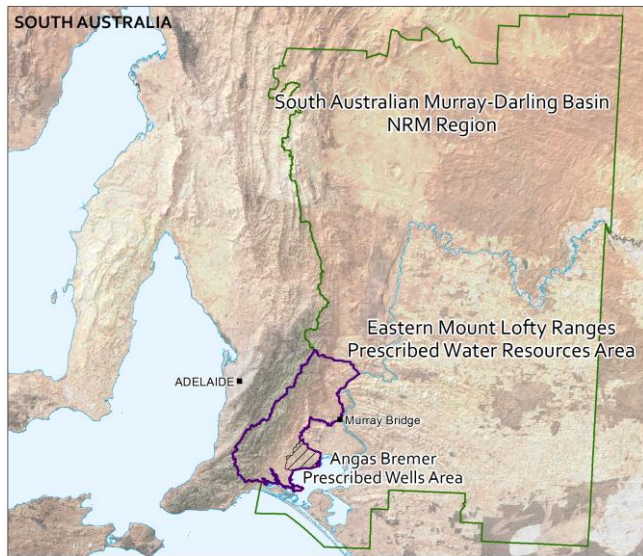 SOUTH AUSTRALIA
South Australian Murray-Darling Basin
NRM Region
Eastern Mount Lofty Ranges
Prescribed Water Resources Area
ADELAIDE
Murray Bridge
Angas Bremer
Prescribed Wells Area